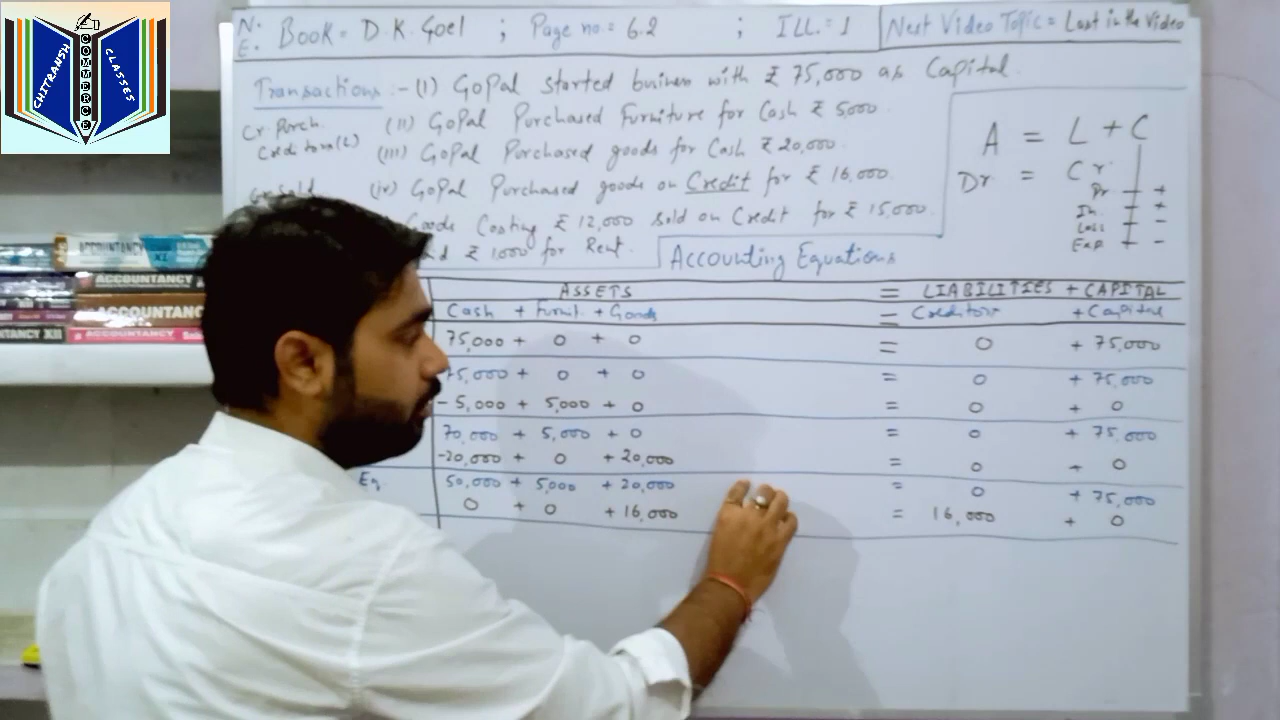 CHITRANSH
COMMERCE
CLASSES
N.
E. Book = D.K. Goel ; Page no = 6.2 ; ILL = 1
Next Video Topic = Last in the Video
Transactions :- (i) GoPal started business with ₹ 75,000 as Capital.
(ii) GoPal Purchased Furniture for Cash ₹ 5000.
(iii) GoPal Purchased goods for Cash ₹ 20,000.
(iv) GoPal Purchased goods on Credit for ₹ 16,000.
Goods Costing ₹ 12,000 sold on Credit for ₹ 15,000.
₹ 1000 for Rent.
Cr. Purch.
Creditors (L)
A = L + C
Dr = Cr
Pr +
In. +
Loss -
Exp -
Accounting Equations
ASSETS = LIABILITIES + CAPITAL
Cash + Furnit. + Goods = Creditors + Capital
75,000 + 0 + 0 = 0 + 75,000
75,000 + 0 + 0 = 0 + 75,000
- 5,000 + 5,000 + 0 = 0 + 0
70,000 + 5,000 + 0 = 0 + 75,000
-20,000 + 0 + 20,000 = 0 + 0
Eq. 50,000 + 5,000 + 20,000 = 0 + 75,000
0 + 0 + 16,000 = 16,000 + 0
ACCOUNTANCY XI
ACCOUNTANCY
ACCOUNTANC
NTANCY XII
ACCOUNTANCY